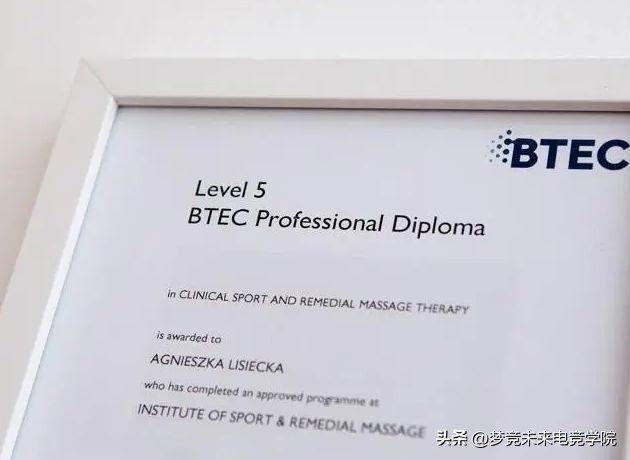 BTEC
Level 5
BTEC Professional Diploma
in CLINICAL SPORT AND REMEDIAL MASSAGE THERAPY
is awarded to
AGNIESZKA LISIECKA
who has completed an approved programme at
INSTITUTE OF SPORT & REMEDIAL MASSAGE
头条 @梦竞未来电竞学院